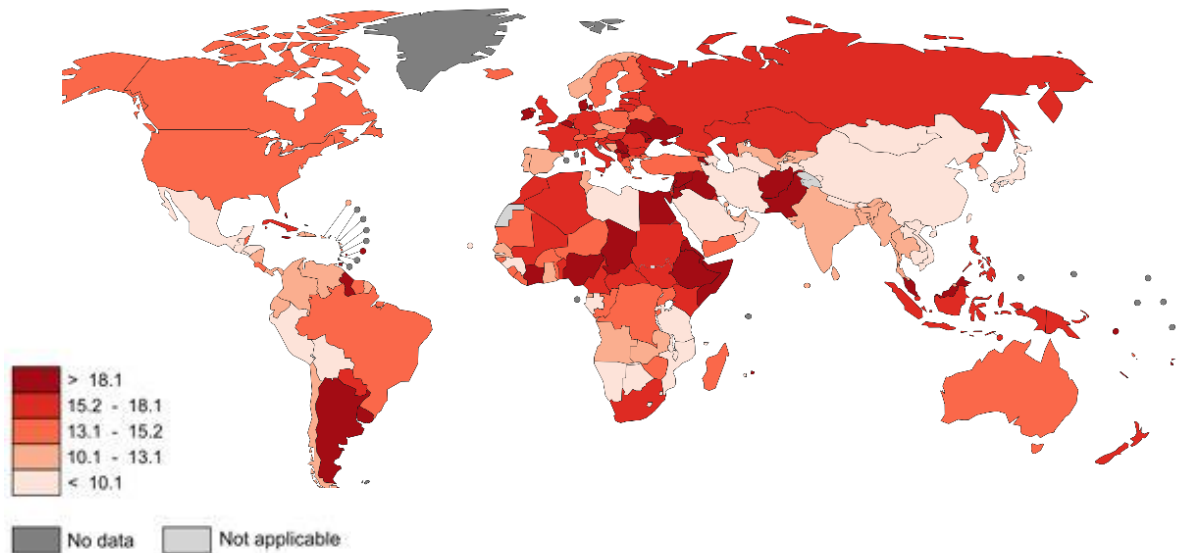 > 18.1
15.2 - 18.1
13.1 - 15.2
10.1 - 13.1
< 10.1
No data
Not applicable